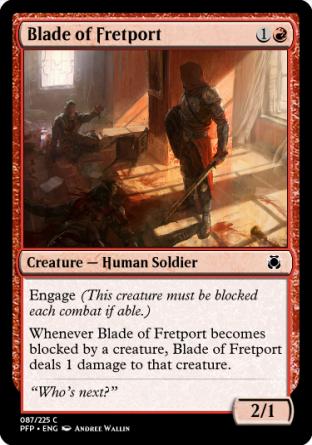 Blade of Fretport 1
Creature — Human Soldier
Engage (This creature must be blocked
each combat if able.)
Whenever Blade of Fretport becomes
blocked by a creature, Blade of Fretport
deals 1 damage to that creature.
“Who’s next?”
2/1
087/225 C
PFP • ENG Andree Wallin